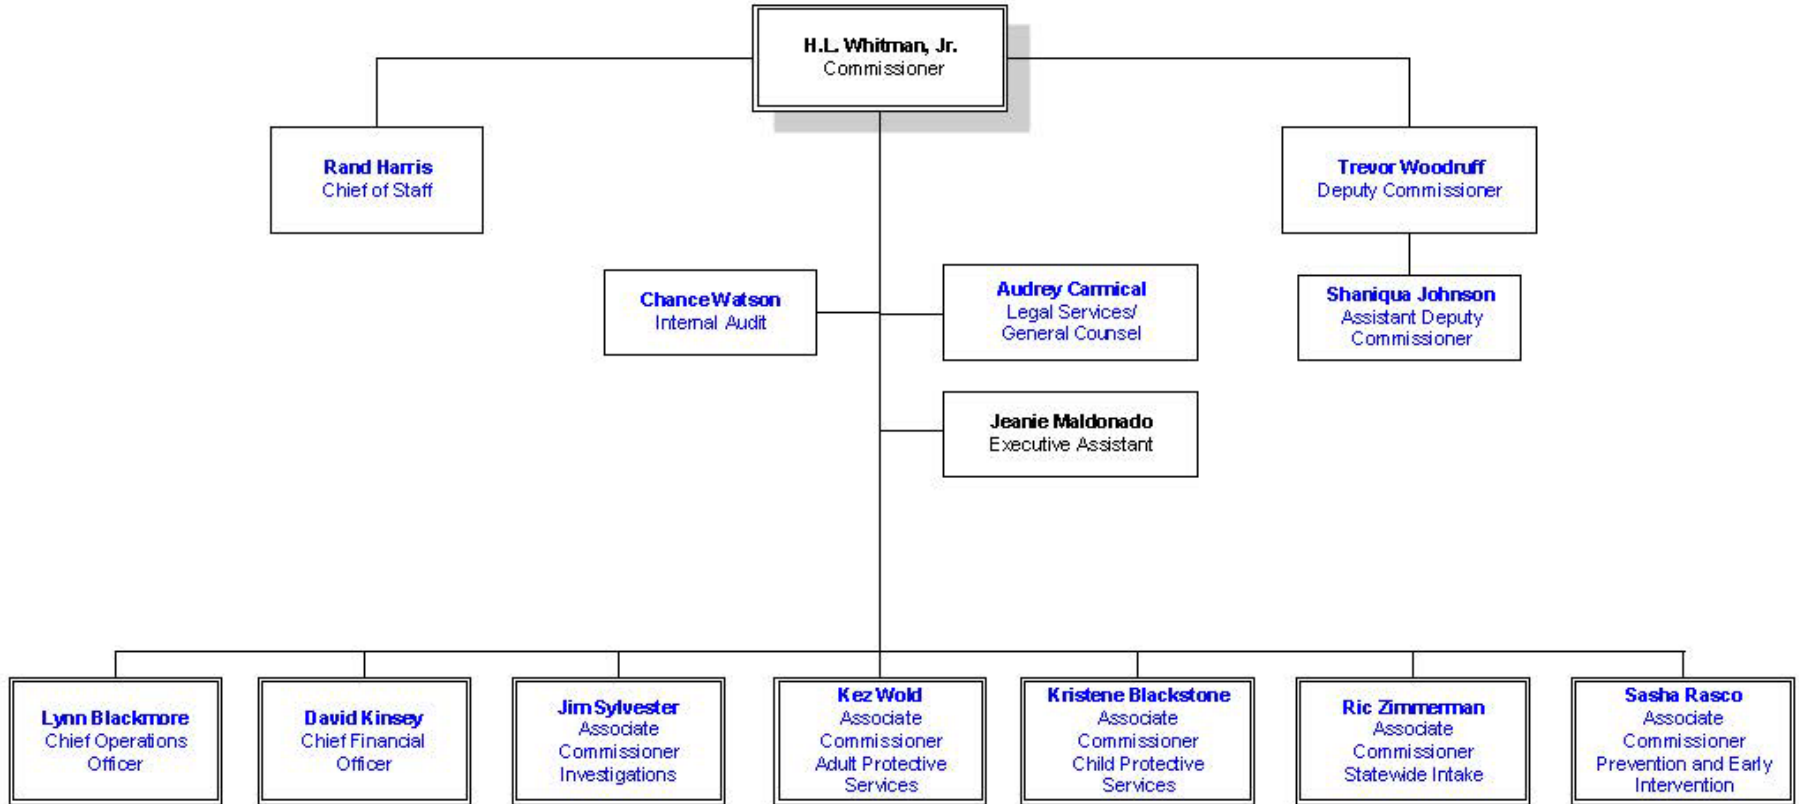 H.L. Whitman, Jr.
Commissioner
Rand Harris
Chief of Staff
Trevor Woodruff
Deputy Commissioner
Chance Watson
Internal Audit
Audrey Carmical
Legal Services/
General Counsel
Shaniqua Johnson
Assistant Deputy
Commissioner
Jeanie Maldonado
Executive Assistant
Lynn Blackmore
Chief Operations
Officer
David Kinsey
Chief Financial
Officer
Jim Sylvester
Associate
Commissioner
Investigations
Kez Wold
Associate
Commissioner
Adult Protective
Services
Kristene Blackstone
Associate
Commissioner
Child Protective
Services
Ric Zimmerman
Associate
Commissioner
Statewide Intake
Sasha Rasco
Associate
Commissioner
Prevention and Early
Intervention